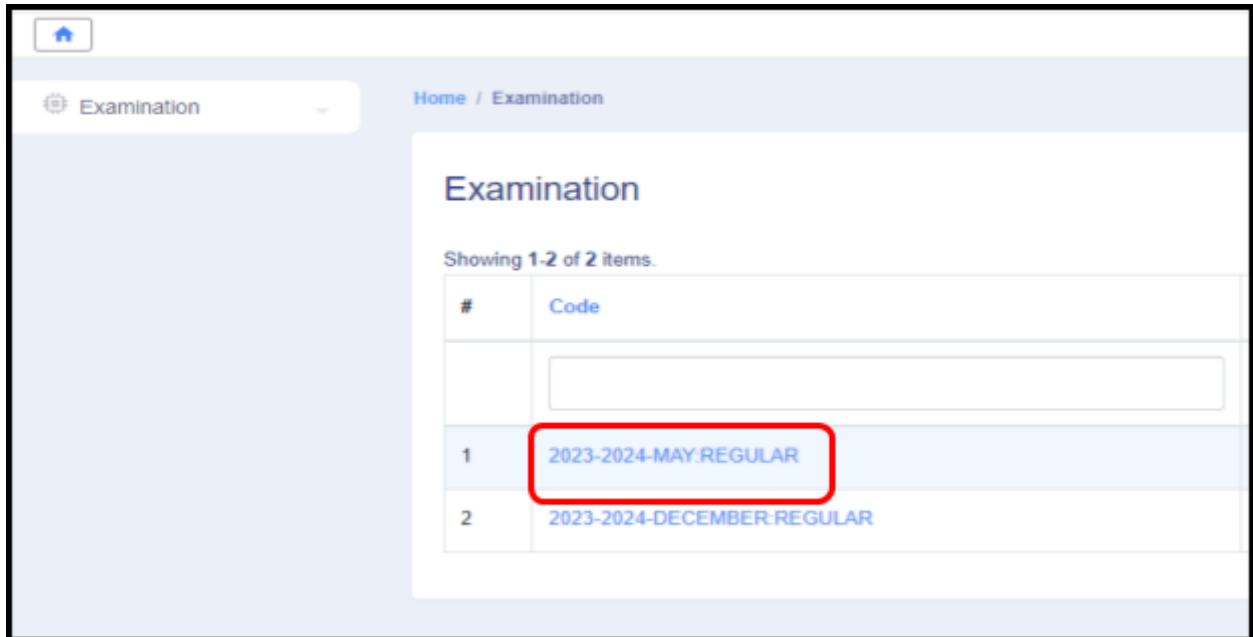 Examination
Home / Examination
Examination
Showing 1-2 of 2 items.
# Code
1 2023-2024-MAY:REGULAR
2 2023-2024-DECEMBER:REGULAR